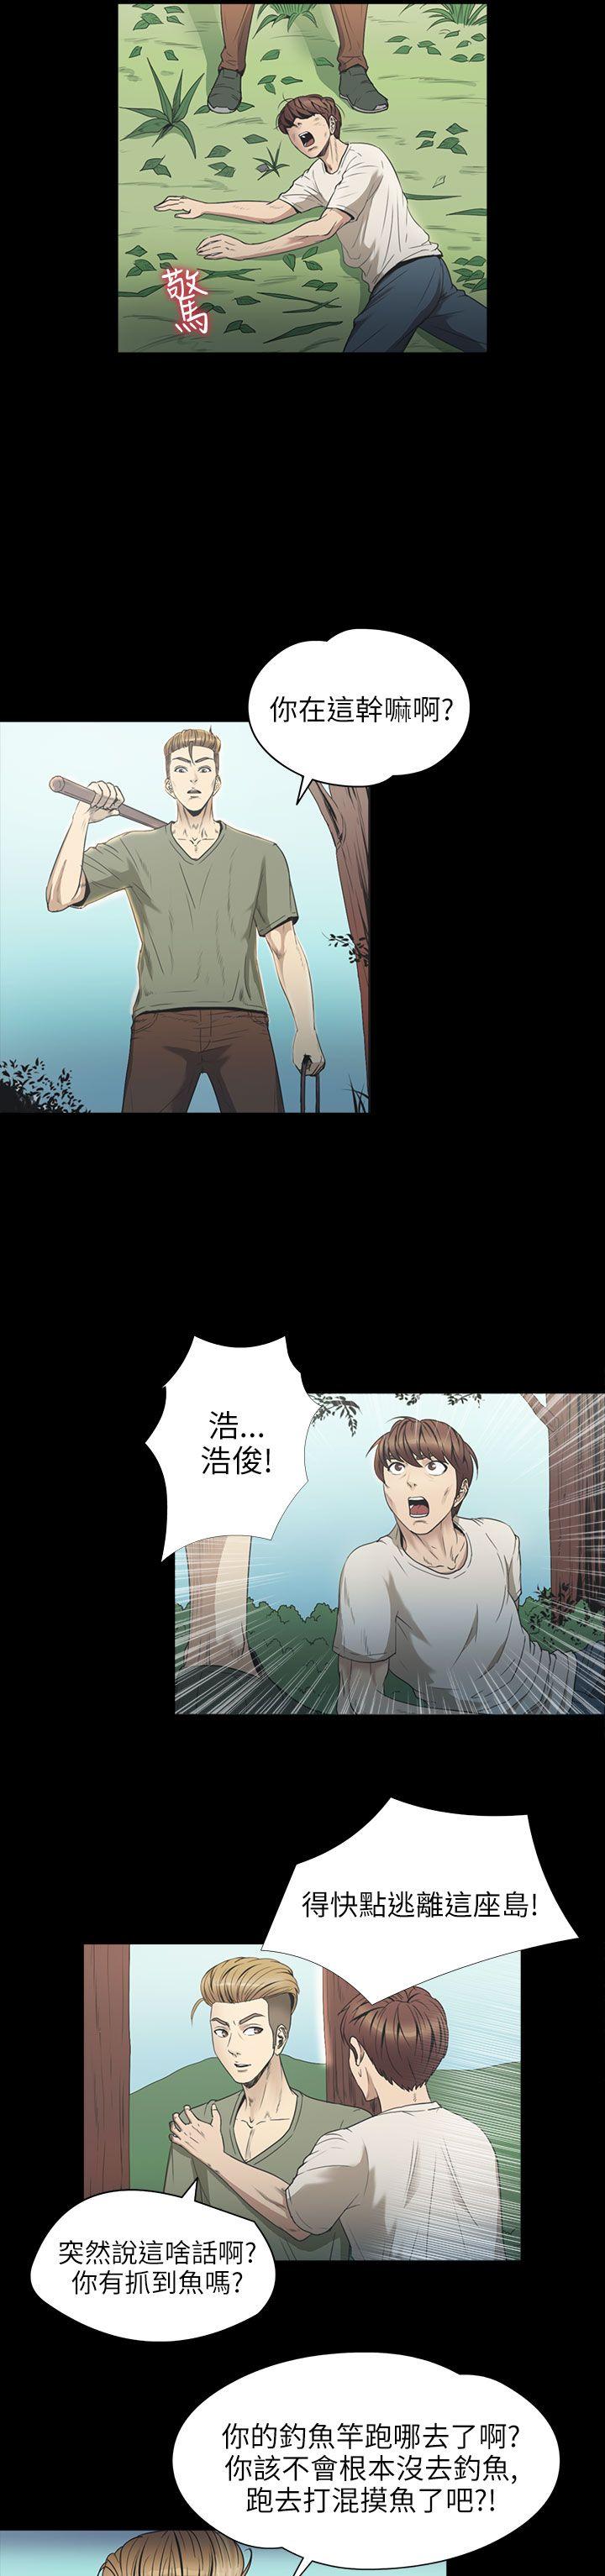 驚
你在這幹嘛啊?
浩...
浩俊!
得快點逃離這座島!
突然說這啥話啊?
你有抓到魚嗎?
你的釣魚竿跑哪去了啊?
你該不會根本沒去釣魚,
跑去打混摸魚了吧?!